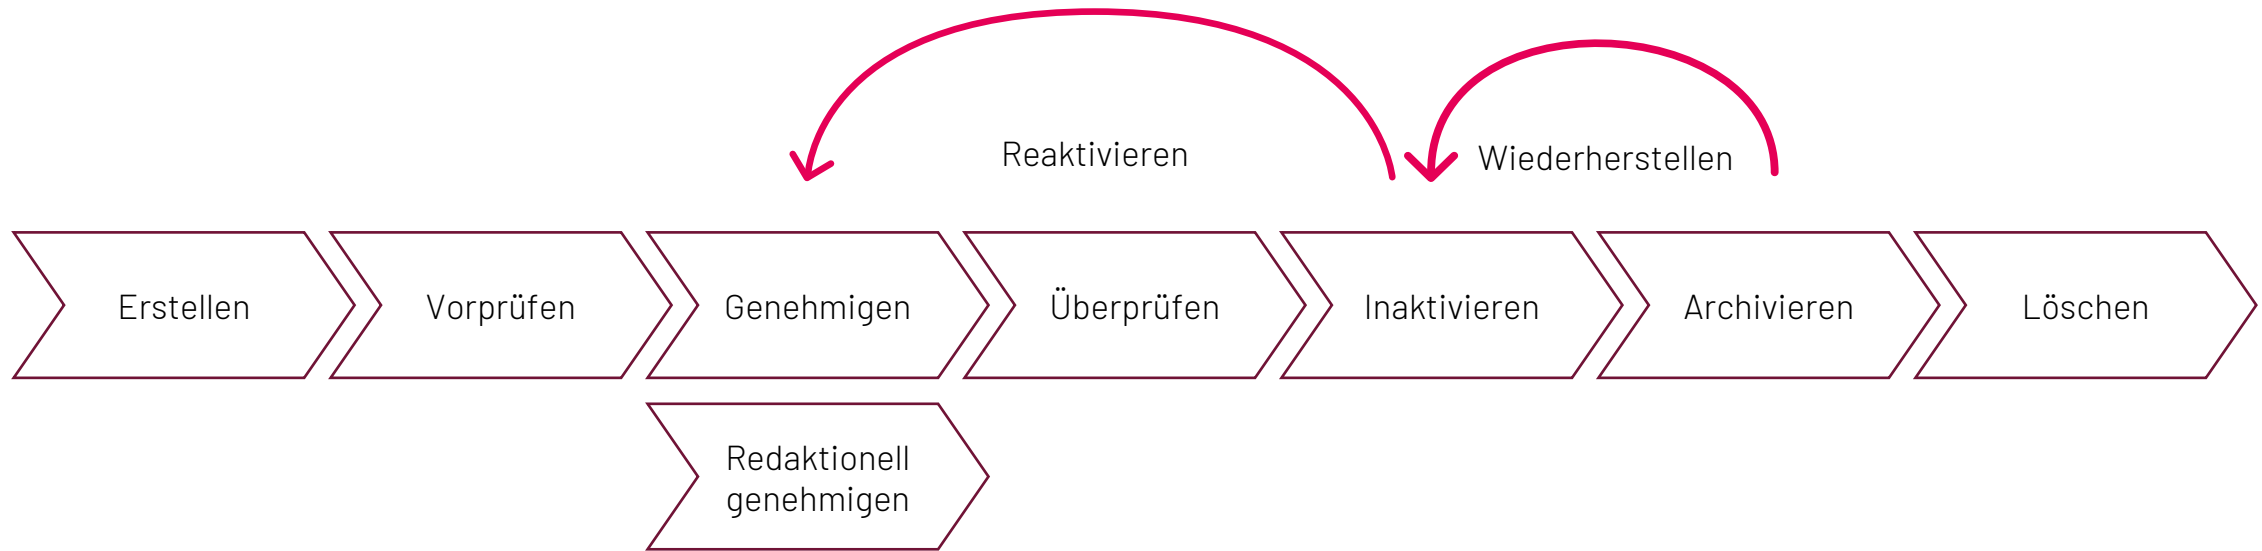 Reaktivieren
Wiederherstellen
Erstellen
Vorprüfen
Genehmigen
Überprüfen
Inaktivieren
Archivieren
Löschen
Redaktionell
genehmigen